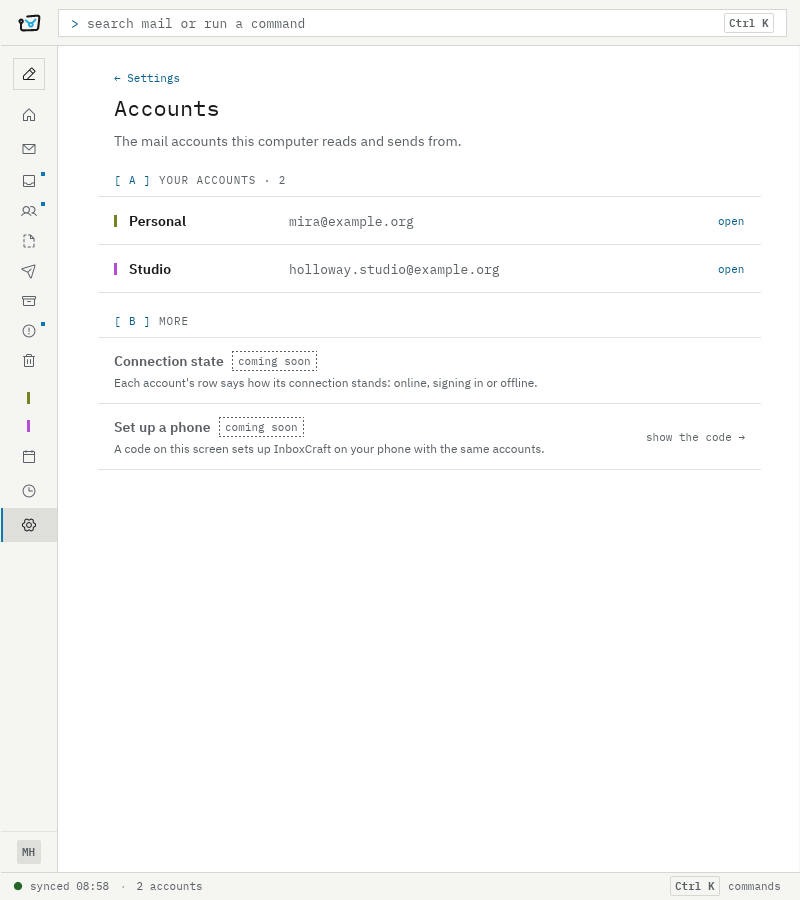 > search mail or run a command Ctrl K
← Settings
Accounts
The mail accounts this computer reads and sends from.
[ A ] YOUR ACCOUNTS · 2
Personal mira@example.org open
Studio holloway.studio@example.org open
[ B ] MORE
Connection state coming soon
Each account's row says how its connection stands: online, signing in or offline.
Set up a phone coming soon
show the code →
A code on this screen sets up InboxCraft on your phone with the same accounts.
MH
synced 08:58 · 2 accounts Ctrl K commands